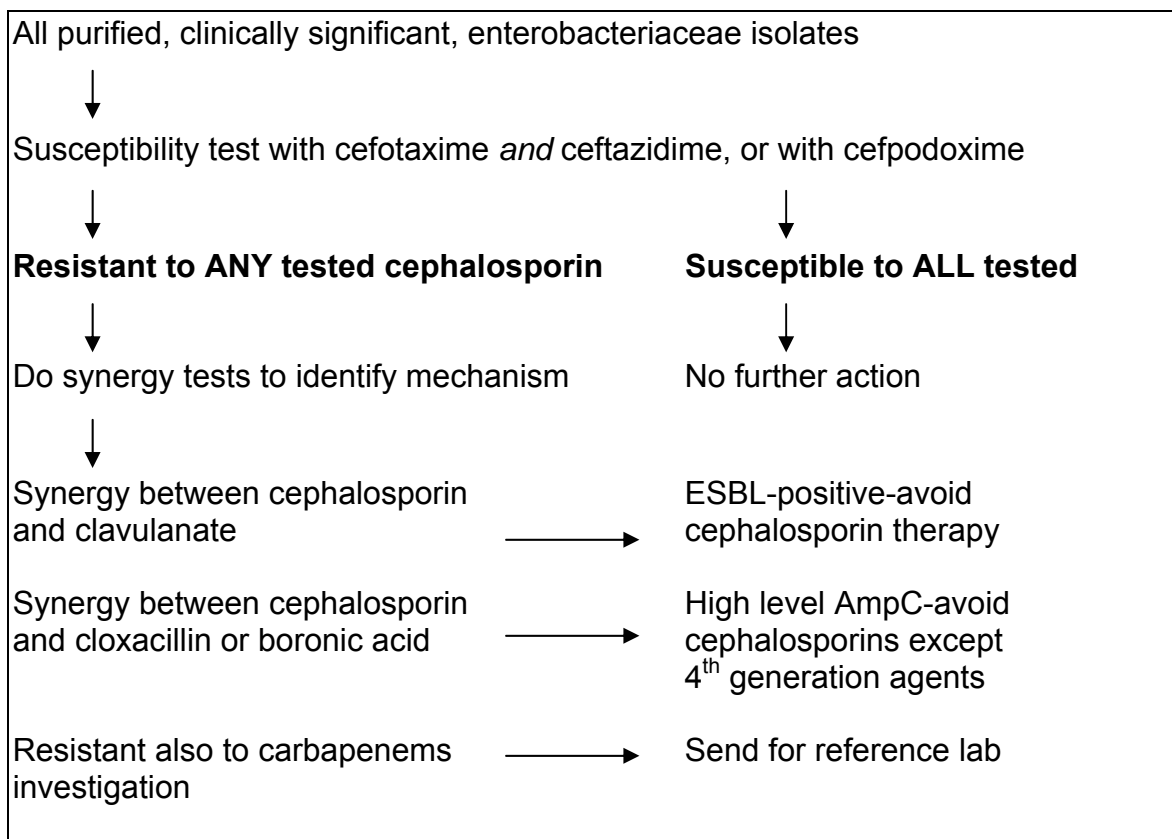 All purified, clinically significant, enterobacteriaceae isolates
Susceptibility test with cefotaxime and ceftazidime, or with cefpodoxime
Resistant to ANY tested cephalosporin
Susceptible to ALL tested
Do synergy tests to identify mechanism
No further action
Synergy between cephalosporin
and clavulanate
ESBL-positive-avoid
cephalosporin therapy
Synergy between cephalosporin
and cloxacillin or boronic acid
High level AmpC-avoid
cephalosporins except
4th generation agents
Resistant also to carbapenems
investigation
Send for reference lab